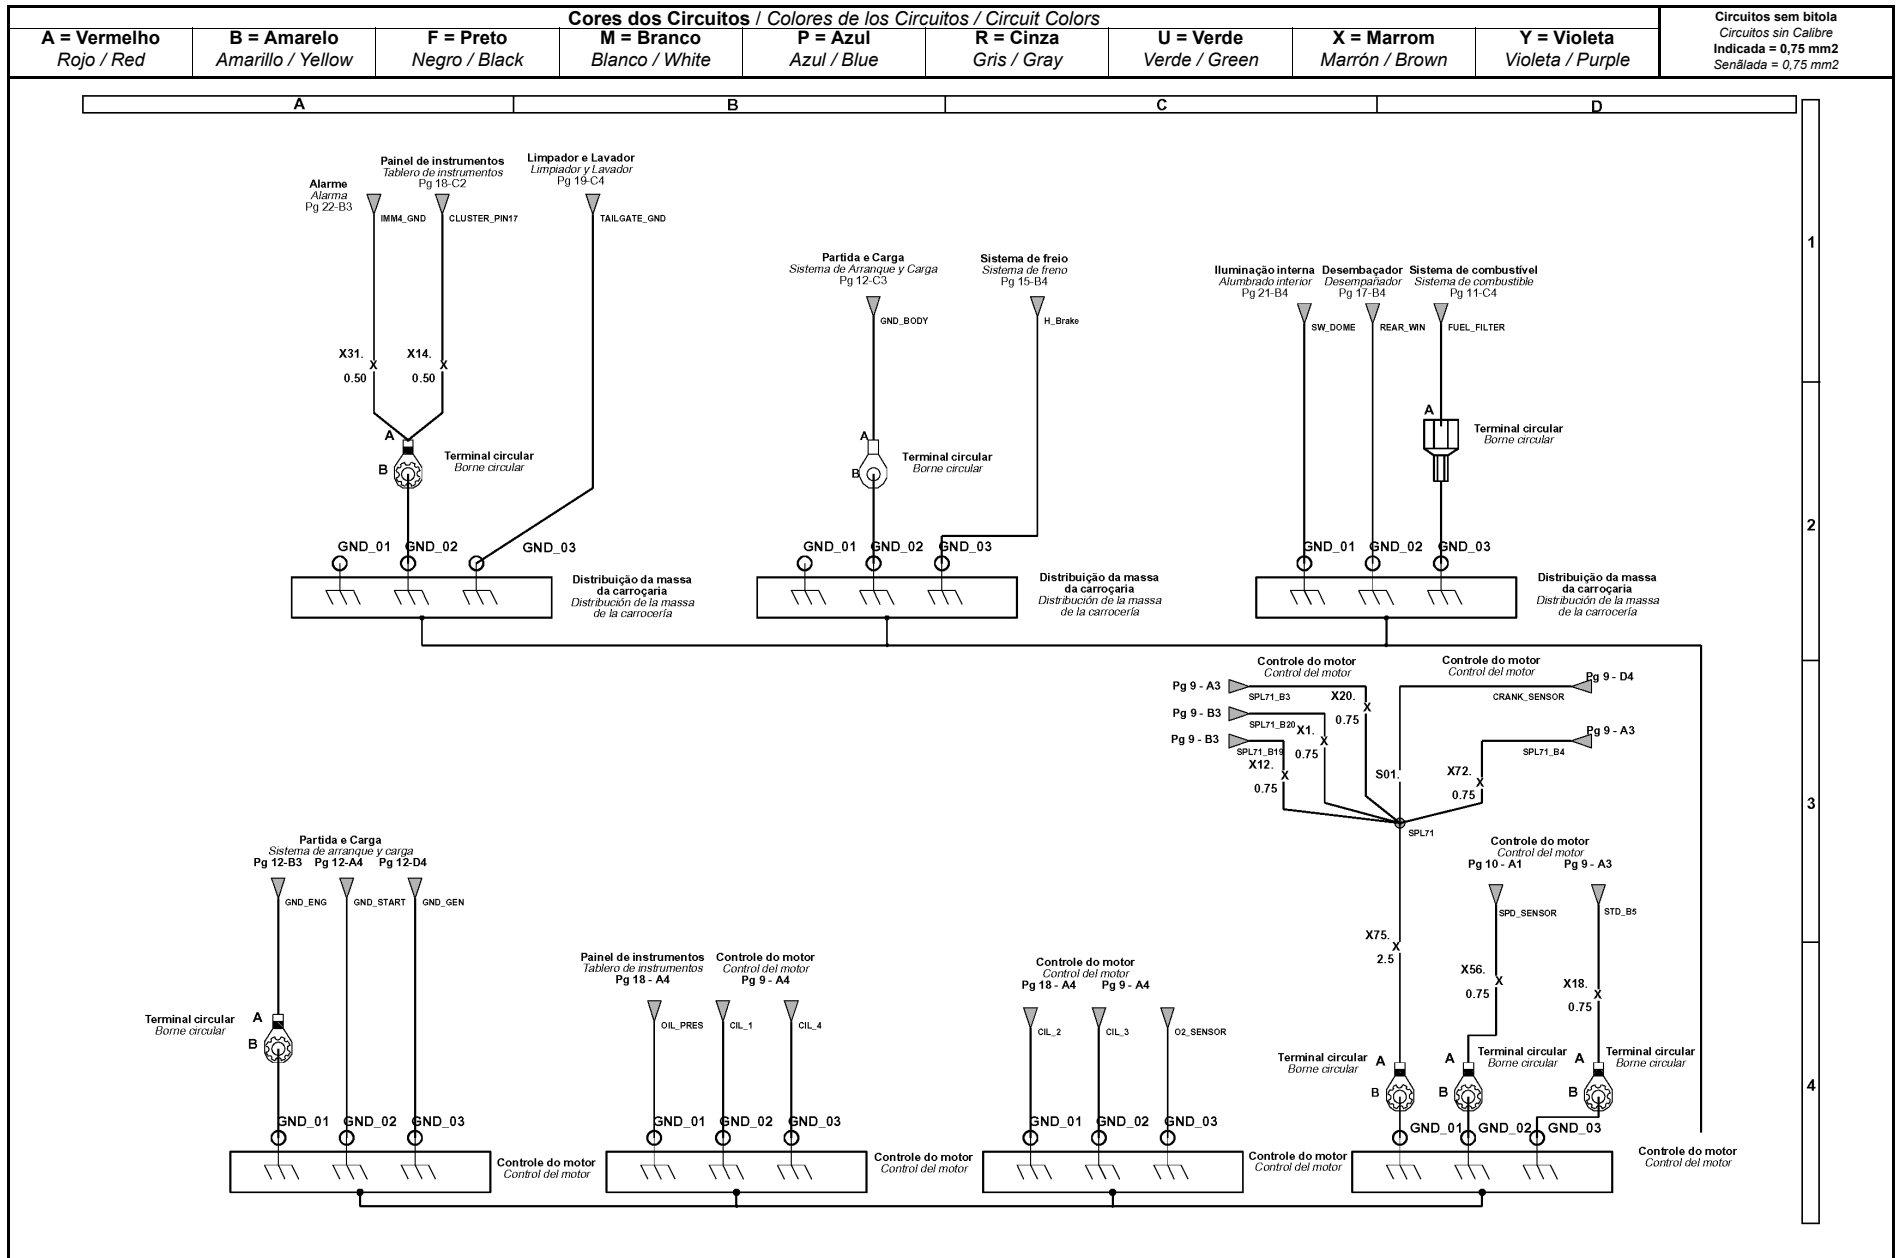 Cores dos Circuitos / Colores de los Circuitos / Circuit Colors
A = Vermelho
Rojo / Red
B = Amarelo
Amarillo / Yellow
F = Preto
Negro / Black
M = Branco
Blanco / White
P = Azul
Azul / Blue
R = Cinza
Gris / Gray
U = Verde
Verde / Green
X = Marrom
Marrón / Brown
Y = Violeta
Violeta / Purple
Circuitos sem bitola
Circuitos sin Calibre
Indicada = 0,75 mm2
Senãlada = 0,75 mm2
A
B
C
D
1
2
3
4
Alarme
Alarma
Pg 22-B3
IMM4_GND
Painel de instrumentos
Tablero de instrumentos
Pg 18-C2
CLUSTER_PIN17
Limpador e Lavador
Limpiador y Lavador
Pg 19-C4
TAILGATE_GND
X31.
X
0.50
X14.
X
0.50
A
B
Terminal circular
Borne circular
GND_01
GND_02
GND_03
Distribuição da massa
da carroçaria
Distribución de la massa
de la carrocería
Partida e Carga
Sistema de Arranque y Carga
Pg 12-C3
GND_BODY
Sistema de freio
Sistema de freno
Pg 15-B4
H_Brake
A
B
Terminal circular
Borne circular
GND_01
GND_02
GND_03
Distribuição da massa
da carroçaria
Distribución de la massa
de la carrocería
Iluminação interna
Alumbrado interior
Pg 21-B4
SW_DOME
Desembaçador
Desempañador
Pg 17-B4
REAR_WIN
Sistema de combustível
Sistema de combustible
Pg 11-C4
FUEL_FILTER
A
Terminal circular
Borne circular
GND_01
GND_02
GND_03
Distribuição da massa
da carroçaria
Distribución de la massa
de la carrocería
Controle do motor
Control del motor
Pg 9 - A3
SPL71_B3
Pg 9 - B3
SPL71_B20
Pg 9 - B3
SPL71_B19
X20.
X
0.75
X1.
X
0.75
X12.
X
0.75
Controle do motor
Control del motor
Pg 9 - D4
CRANK_SENSOR
Pg 9 - A3
SPL71_B4
S01.
X72.
X
0.75
SPL71
Partida e Carga
Sistema de arranque y carga
Pg 12-B3
Pg 12-A4
Pg 12-D4
GND_ENG
GND_START
GND_GEN
Terminal circular
Borne circular
A
B
GND_01
GND_02
GND_03
Controle do motor
Control del motor
Painel de instrumentos
Tablero de instrumentos
Pg 18 - A4
Controle do motor
Control del motor
Pg 9 - A4
OIL_PRES
CIL_1
CIL_4
GND_01
GND_02
GND_03
Controle do motor
Control del motor
Controle do motor
Control del motor
Pg 18 - A4
Pg 9 - A4
CIL_2
CIL_3
O2_SENSOR
GND_01
GND_02
GND_03
Controle do motor
Control del motor
Controle do motor
Control del motor
Pg 10 - A1
Pg 9 - A3
SPD_SENSOR
STD_B5
X75.
X
2.5
X56.
X
0.75
X18.
X
0.75
Terminal circular
Borne circular
A
B
Terminal circular
Borne circular
A
B
Terminal circular
Borne circular
A
B
GND_01
GND_02
GND_03
Controle do motor
Control del motor